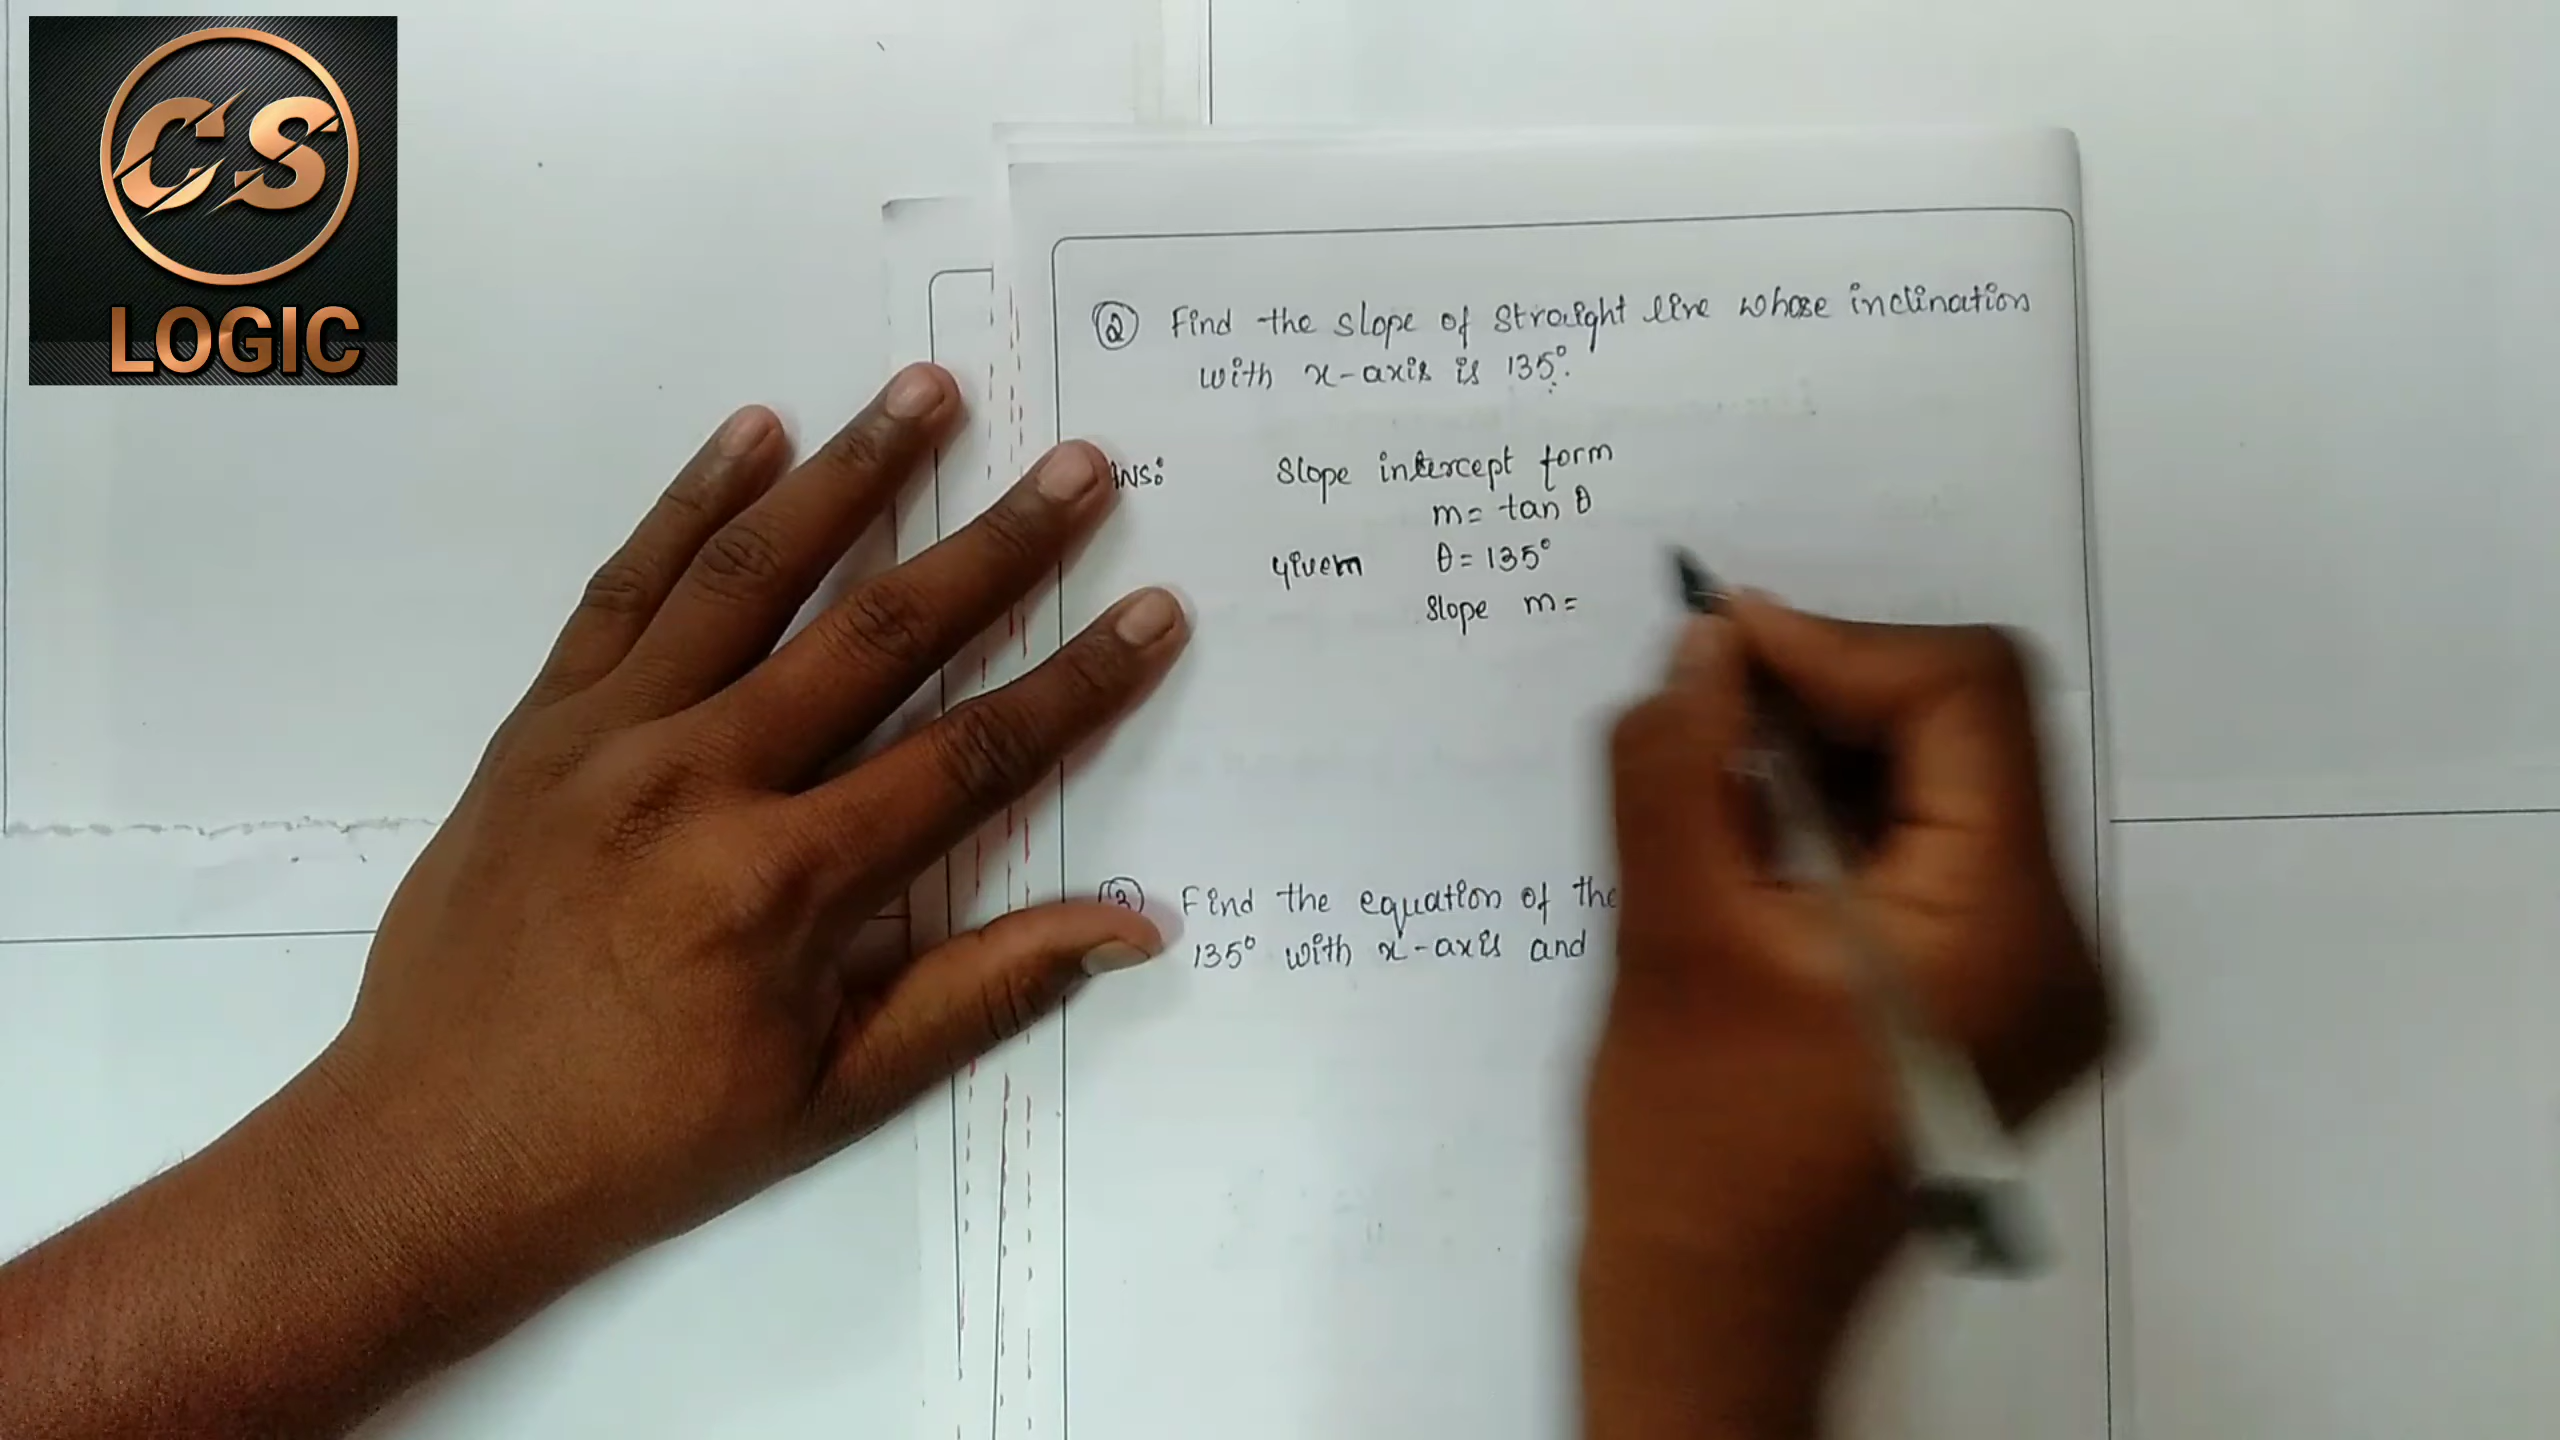 CS
LOGIC
② Find the slope of straight line whose inclination
with x-axis is 135°.
Ans: Slope intercept form
m = tan θ
Given θ = 135°
Slope m =
③ Find the equation of the
135° with x-axis and